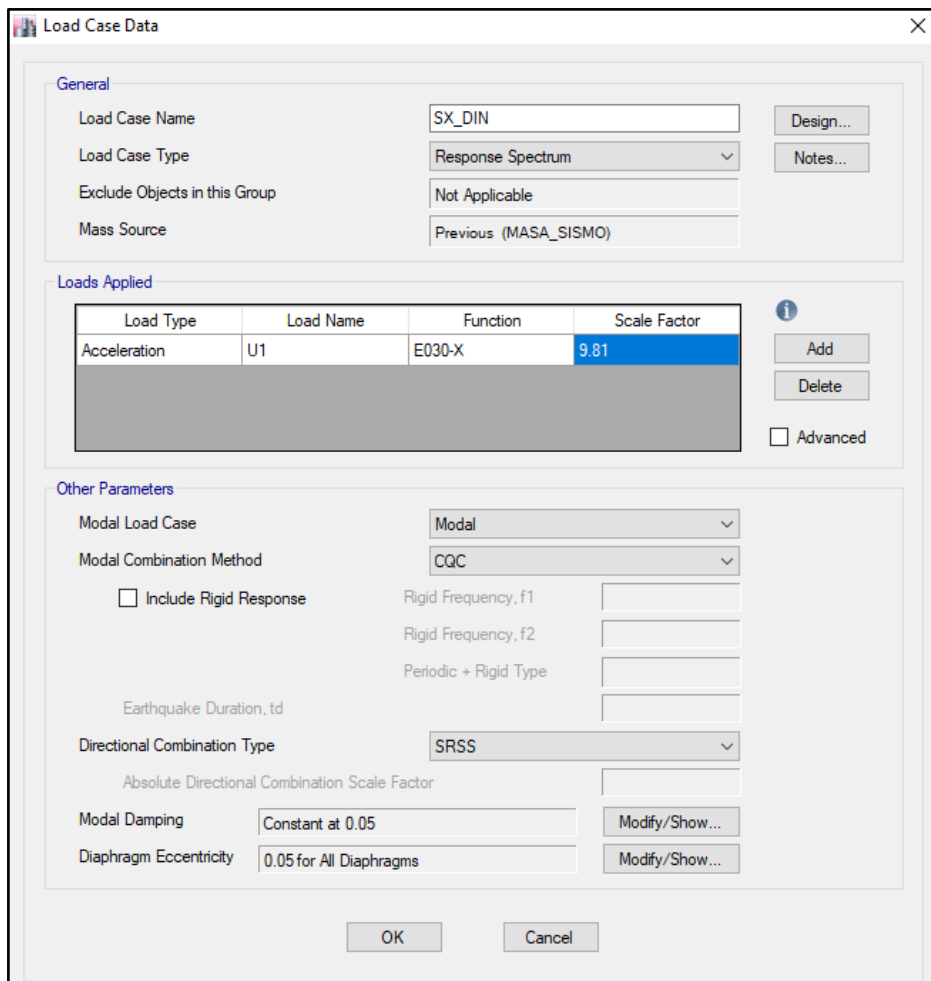 Load Case Data
General
Load Case Name SX_DIN Design...
Load Case Type Response Spectrum Notes...
Exclude Objects in this Group Not Applicable
Mass Source Previous (MASA_SISMO)
Loads Applied
Load Type Load Name Function Scale Factor
Acceleration U1 E030-X 9.81 Add
Delete
Advanced
Other Parameters
Modal Load Case Modal
Modal Combination Method CQC
Include Rigid Response Rigid Frequency, f1
Rigid Frequency, f2
Periodic + Rigid Type
Earthquake Duration, td
Directional Combination Type SRSS
Absolute Directional Combination Scale Factor
Modal Damping Constant at 0.05 Modify/Show...
Diaphragm Eccentricity 0.05 for All Diaphragms Modify/Show...
OK Cancel